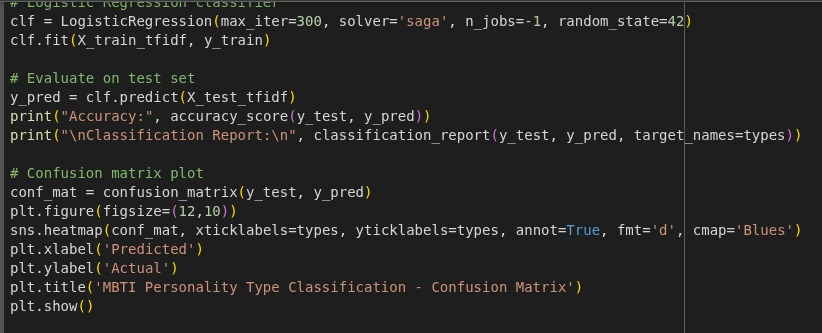 # Logistic Regression classifier
clf = LogisticRegression(max_iter=300, solver='saga', n_jobs=-1, random_state=42)
clf.fit(X_train_tfidf, y_train)
# Evaluate on test set
y_pred = clf.predict(X_test_tfidf)
print("Accuracy:", accuracy_score(y_test, y_pred))
print("\nClassification Report:\n", classification_report(y_test, y_pred, target_names=types))
# Confusion matrix plot
conf_mat = confusion_matrix(y_test, y_pred)
plt.figure(figsize=(12,10))
sns.heatmap(conf_mat, xticklabels=types, yticklabels=types, annot=True, fmt='d', cmap='Blues')
plt.xlabel('Predicted')
plt.ylabel('Actual')
plt.title('MBTI Personality Type Classification - Confusion Matrix')
plt.show()